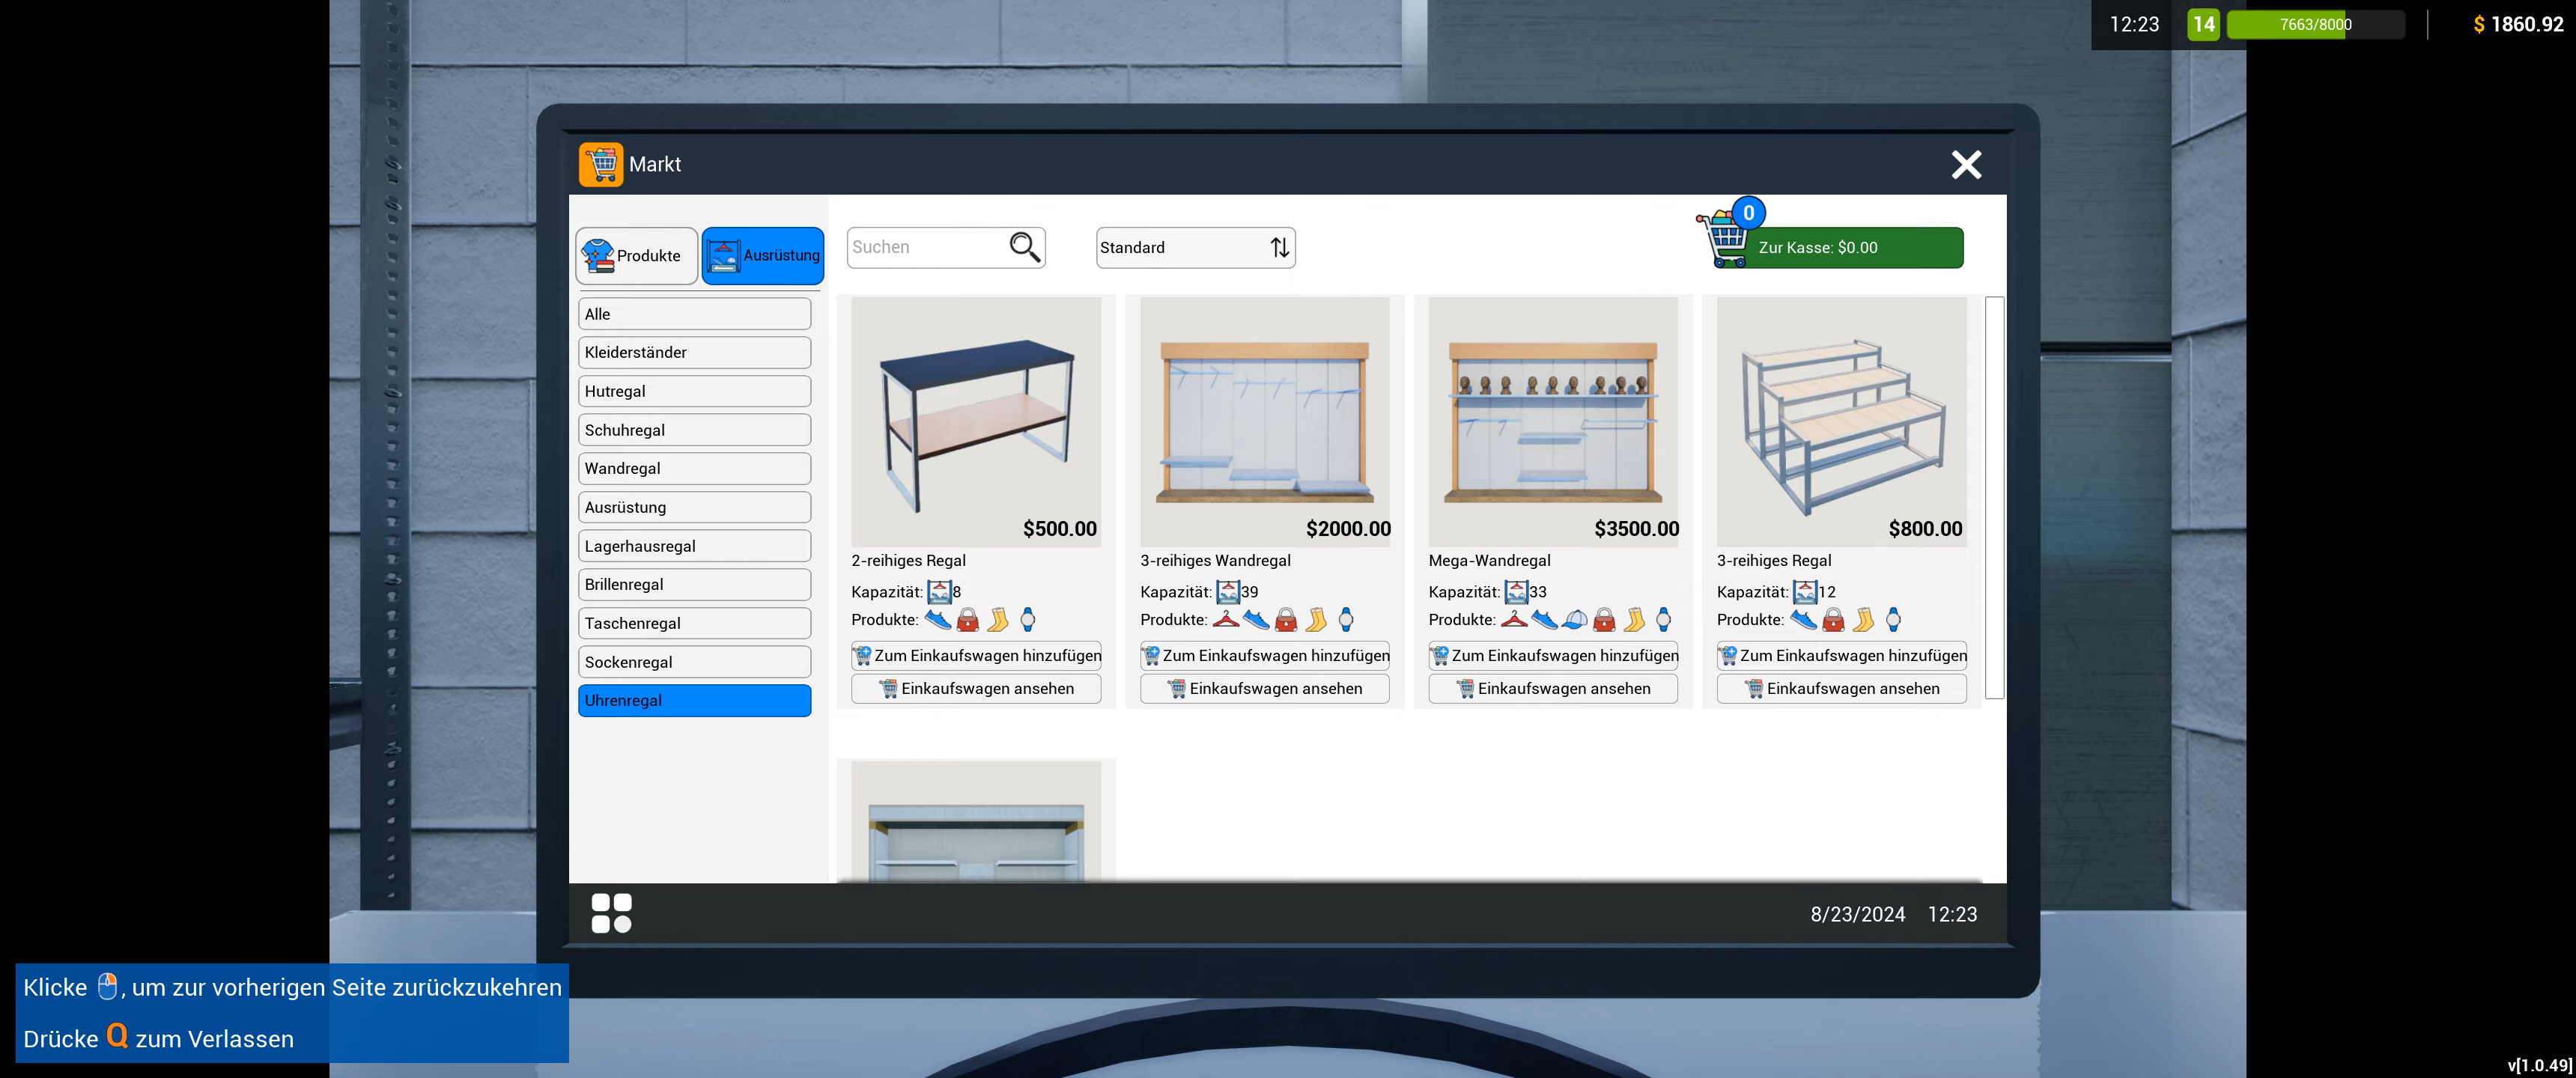 12:23
14
7663/8000
$ 1860.92
Markt
Produkte
Ausrüstung
Suchen
Standard
0
Zur Kasse: $0.00
Alle
Kleiderständer
Hutregal
Schuhregal
Wandregal
Ausrüstung
Lagerhausregal
Brillenregal
Taschenregal
Sockenregal
Uhrenregal
$500.00
2-reihiges Regal
Kapazität: 8
Produkte:
Zum Einkaufswagen hinzufügen
Einkaufswagen ansehen
$2000.00
3-reihiges Wandregal
Kapazität: 39
Produkte:
Zum Einkaufswagen hinzufügen
Einkaufswagen ansehen
$3500.00
Mega-Wandregal
Kapazität: 33
Produkte:
Zum Einkaufswagen hinzufügen
Einkaufswagen ansehen
$800.00
3-reihiges Regal
Kapazität: 12
Produkte:
Zum Einkaufswagen hinzufügen
Einkaufswagen ansehen
8/23/2024 12:23
Klicke , um zur vorherigen Seite zurückzukehren
Drücke Q zum Verlassen
v[1.0.49]